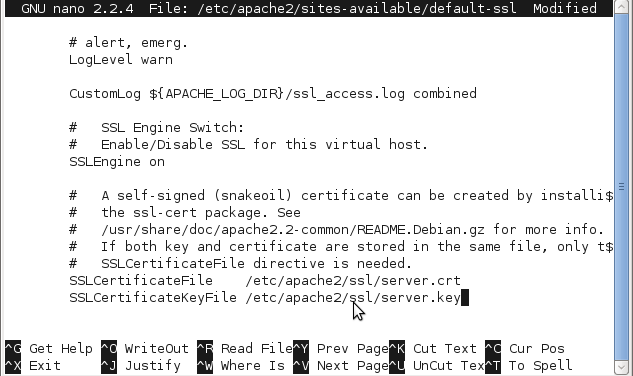 GNU nano 2.2.4 File: /etc/apache2/sites-available/default-ssl Modified
# alert, emerg.
LogLevel warn
CustomLog ${APACHE_LOG_DIR}/ssl_access.log combined
# SSL Engine Switch:
# Enable/Disable SSL for this virtual host.
SSLEngine on
# A self-signed (snakeoil) certificate can be created by installi$
# the ssl-cert package. See
# /usr/share/doc/apache2.2-common/README.Debian.gz for more info.
# If both key and certificate are stored in the same file, only t$
# SSLCertificateFile directive is needed.
SSLCertificateFile /etc/apache2/ssl/server.crt
SSLCertificateKeyFile /etc/apache2/ssl/server.key
^G Get Help ^O WriteOut ^R Read File ^Y Prev Page ^K Cut Text ^C Cur Pos
^X Exit ^J Justify ^W Where Is ^V Next Page ^U UnCut Tex ^T To Spell